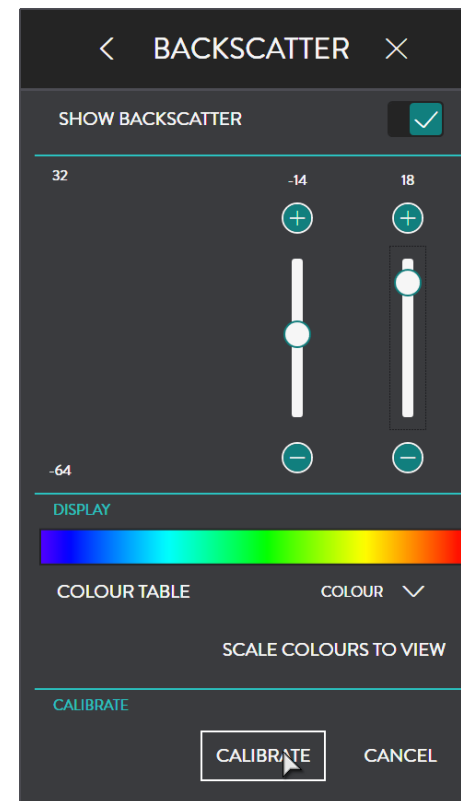 BACKSCATTER
SHOW BACKSCATTER
32 -14 18
-64
DISPLAY
COLOUR TABLE COLOUR
SCALE COLOURS TO VIEW
CALIBRATE
CALIBRATE CANCEL